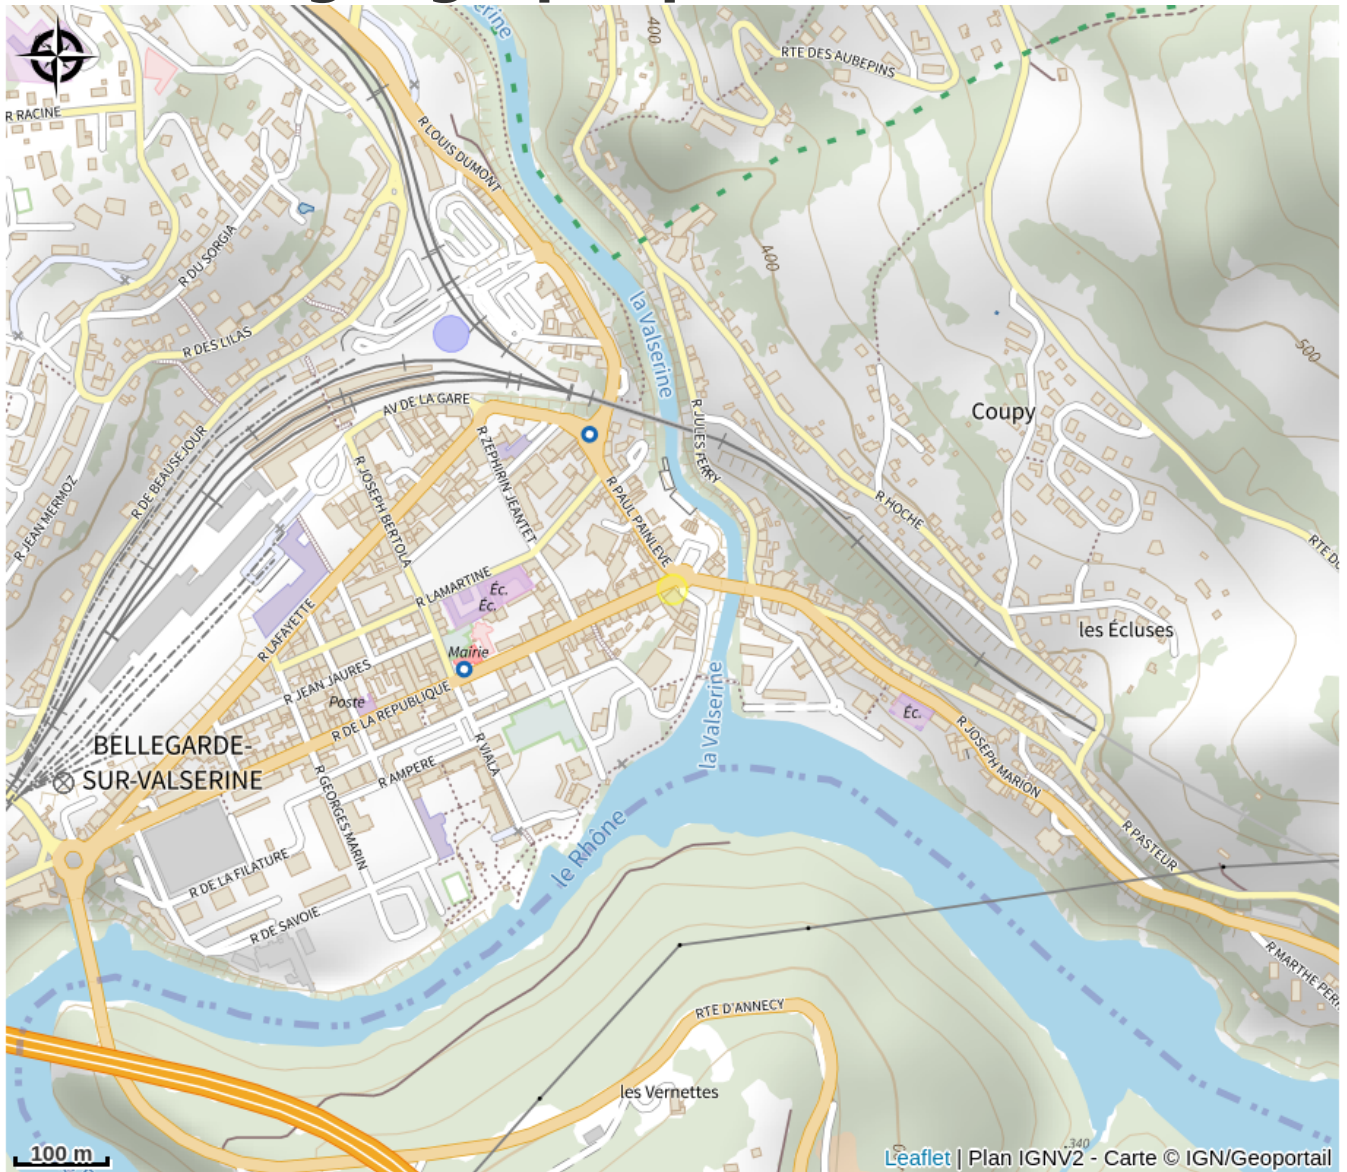 400
RTE DES AUBEPINS
R RACINE
R LOUIS DUMONT
R DU SORGIA
400
la Valserine
R DES LILAS
500
AV DE LA GARE
Coupy
R JULES FERRY
R DE BEAUSEJOUR
R ZEPHIRIN JEANTET
R JOSEPH BERTOLA
R JEAN MERMOZ
R PAUL PAINLEVE
R HOCHE
R LAMARTINE
Éc.
Éc.
R LAFAYETTE
les Écluses
Mairie
R JEAN JAURES
Poste
R DE LA REPUBLIQUE
la Valserine
Éc.
R JOSEPH MARION
BELLEGARDE-
SUR-VALSERINE
R VIALA
R AMPERE
R GEORGES MARIN
le Rhône
R PASTEUR
R DE LA FILATURE
R DE SAVOIE
R MARTHE
RTE D'ANNECY
les Vernettes
340
100 m
Leaflet | Plan IGNV2 - Carte © IGN/Geoportail